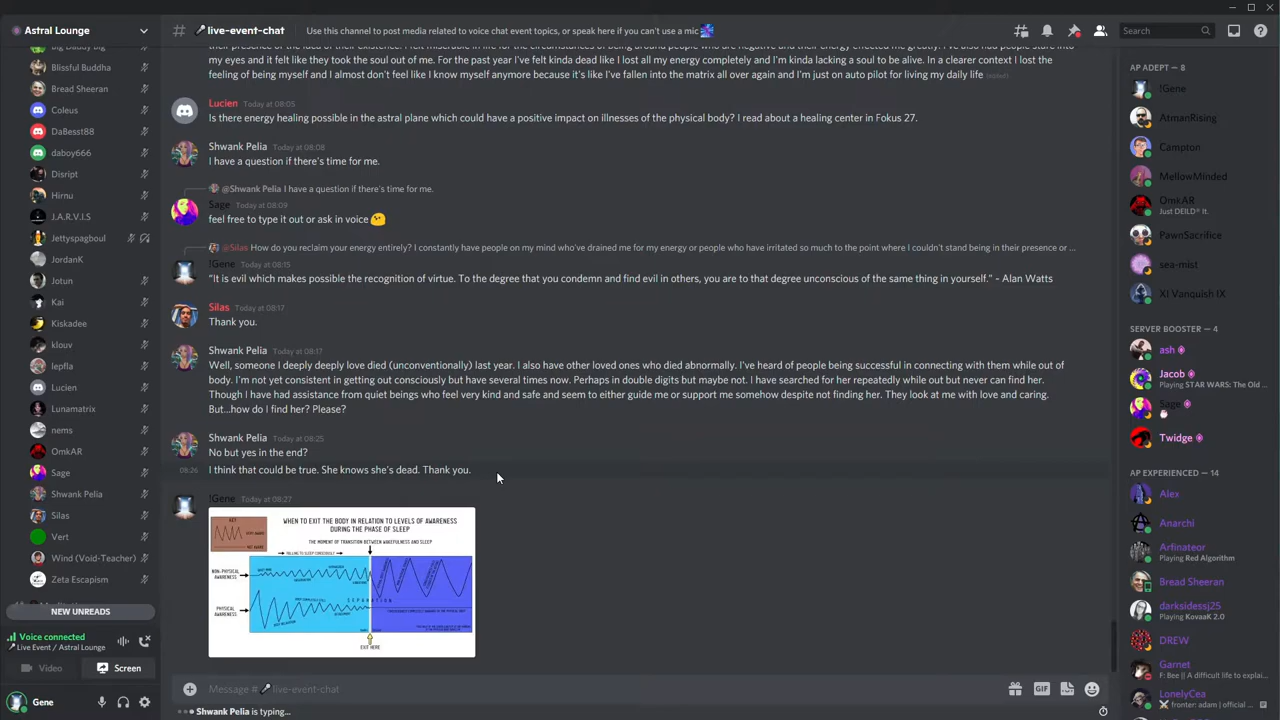 Astral Lounge
live-event-chat
Use this channel to post media related to voice chat event topics, or speak here if you can't use a mic
Search
Big Daddy Big
Blissful Buddha
Bread Sheeran
Coleus
DaBesst88
daboy666
Disript
Hirnu
J.A.R.V.I.S
Jettyspagboul
JordanK
Jotun
Kai
Kiskadee
klouv
lepfla
Lucien
Lunamatrix
nems
OmKAR
Sage
Shwank Pelia
Silas
Vert
Wind (Void-Teacher)
Zeta Escapism
NEW UNREADS
Voice connected
Live Event / Astral Lounge
Video
Screen
Gene
their presence or the idea of their existence. I felt miserable in life for the circumstances of being around people who are negative and their energy effected me greatly. I've also had people stare into
my eyes and it felt like they took the soul out of me. For the past year I've felt kinda dead like I lost all my energy completely and I'm kinda lacking a soul to be alive. In a clearer context I lost the
feeling of being myself and I almost don't feel like I know myself anymore because it's like I've fallen into the matrix all over again and I'm just on auto pilot for living my daily life (edited)
Lucien Today at 08:05
Is there energy healing possible in the astral plane which could have a positive impact on illnesses of the physical body? I read about a healing center in Fokus 27.
Shwank Pelia Today at 08:08
I have a question if there's time for me.
@Shwank Pelia I have a question if there's time for me.
Sage Today at 08:09
feel free to type it out or ask in voice
@Silas How do you reclaim your energy entirely? I constantly have people on my mind who've drained me for my energy or people who have irritated so much to the point where I couldn't stand being in their presence or ...
!Gene Today at 08:15
"It is evil which makes possible the recognition of virtue. To the degree that you condemn and find evil in others, you are to that degree unconscious of the same thing in yourself." - Alan Watts
Silas Today at 08:17
Thank you.
Shwank Pelia Today at 08:17
Well, someone I deeply deeply love died (unconventionally) last year. I also have other loved ones who died abnormally. I've heard of people being successful in connecting with them while out of
body. I'm not yet consistent in getting out consciously but have several times now. Perhaps in double digits but maybe not. I have searched for her repeatedly while out but never can find her.
Though I have had assistance from quiet beings who feel very kind and safe and seem to either guide me or support me somehow despite not finding her. They look at me with love and caring.
But...how do I find her? Please?
Shwank Pelia Today at 08:25
No but yes in the end?
08:26 I think that could be true. She knows she's dead. Thank you.
!Gene Today at 08:27
KEY
VERY AWARE
NOT AWARE
WHEN TO EXIT THE BODY IN RELATION TO LEVELS OF AWARENESS
DURING THE PHASE OF SLEEP
THE MOMENT OF TRANSITION BETWEEN WAKEFULNESS AND SLEEP
FALLING TO SLEEP CONSCIOUSLY
NON-PHYSICAL
AWARENESS
SEPARATION
PHYSICAL
AWARENESS
EXIT HERE
Message # live-event-chat
GIF
Shwank Pelia is typing...
AP ADEPT — 8
!Gene
AtmanRising
Campton
MellowMinded
OmKAR
Just DEILD® it.
PawnSacrifice
sea-mist
XI Vanquish IX
SERVER BOOSTER — 4
ash
Jacob
Playing STAR WARS: The Old ...
Sage
Twidge
AP EXPERIENCED — 14
Alex
Anarchi
Arfinateor
Playing Red Algorithm
Bread Sheeran
darksidessj25
Playing KovaaK 2.0
DREW
Garnet
F: Bee || A difficult life to explai...
LonelyCea
fronter: adam | official ...